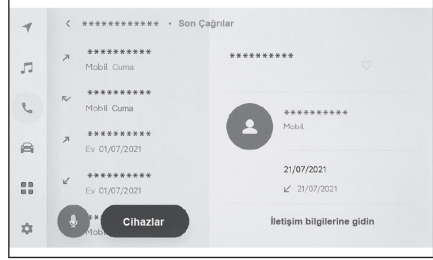 ************ • Son Çağrılar
**********
Mobil Cuma
**********
Mobil Cuma
**********
Ev 01/07/2021
**********
Ev 01/07/2021
**
Mobi
Cihazlar
**********
**********
Mobil
21/07/2021
21/07/2021
İletişim bilgilerine gidin